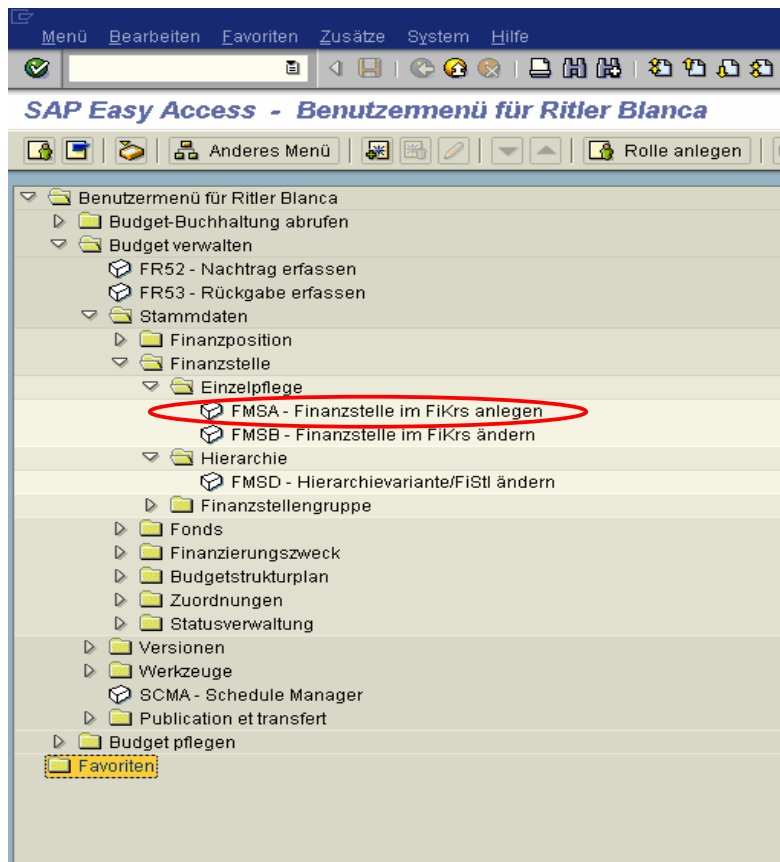 Menü Bearbeiten Favoriten Zusätze System Hilfe
SAP Easy Access - Benutzermenü für Ritler Blanca
Anderes Menü Rolle anlegen
Benutzermenü für Ritler Blanca
Budget-Buchhaltung abrufen
Budget verwalten
FR52 - Nachtrag erfassen
FR53 - Rückgabe erfassen
Stammdaten
Finanzposition
Finanzstelle
Einzelpflege
FMSA - Finanzstelle im FiKrs anlegen
FMSB - Finanzstelle im FiKrs ändern
Hierarchie
FMSD - Hierarchievariante/FiStl ändern
Finanzstellengruppe
Fonds
Finanzierungszweck
Budgetstrukturplan
Zuordnungen
Statusverwaltung
Versionen
Werkzeuge
SCMA - Schedule Manager
Publication et transfert
Budget pflegen
Favoriten